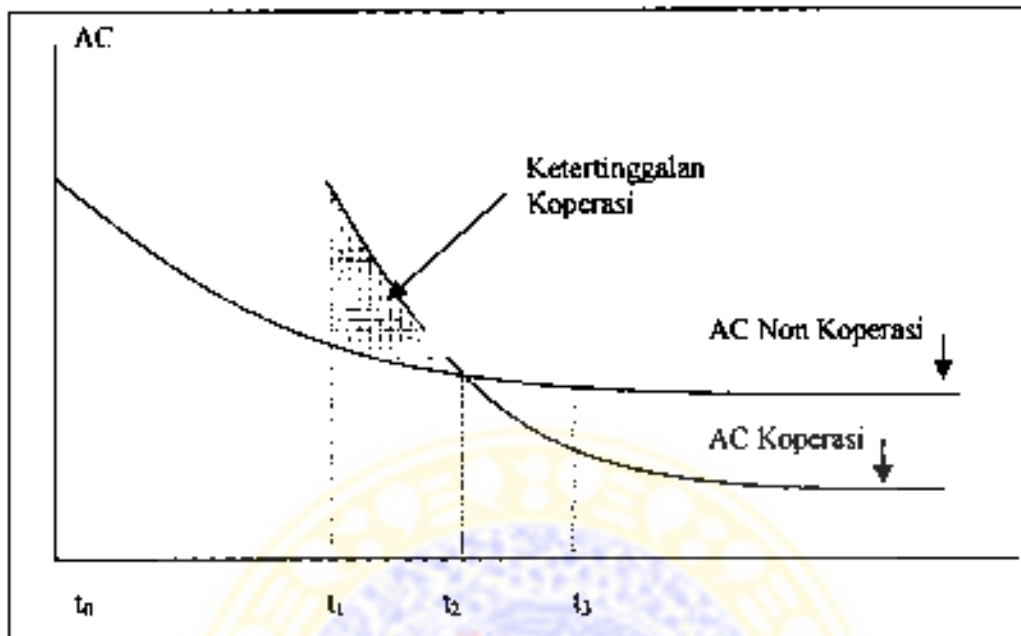 AC
Ketertinggalan
Koperasi
AC Non Koperasi
AC Koperasi
t₀ t₁ t₂ t₃